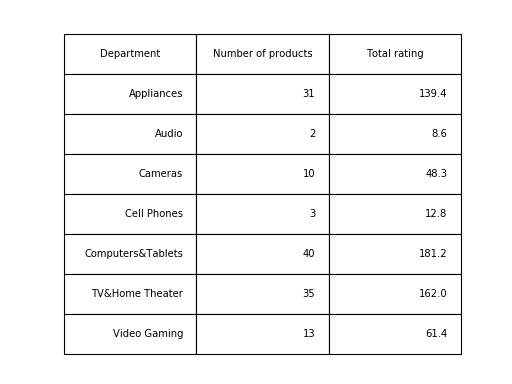 Department Number of products Total rating
Appliances 31 139.4
Audio 2 8.6
Cameras 10 48.3
Cell Phones 3 12.8
Computers&Tablets 40 181.2
TV&Home Theater 35 162.0
Video Gaming 13 61.4